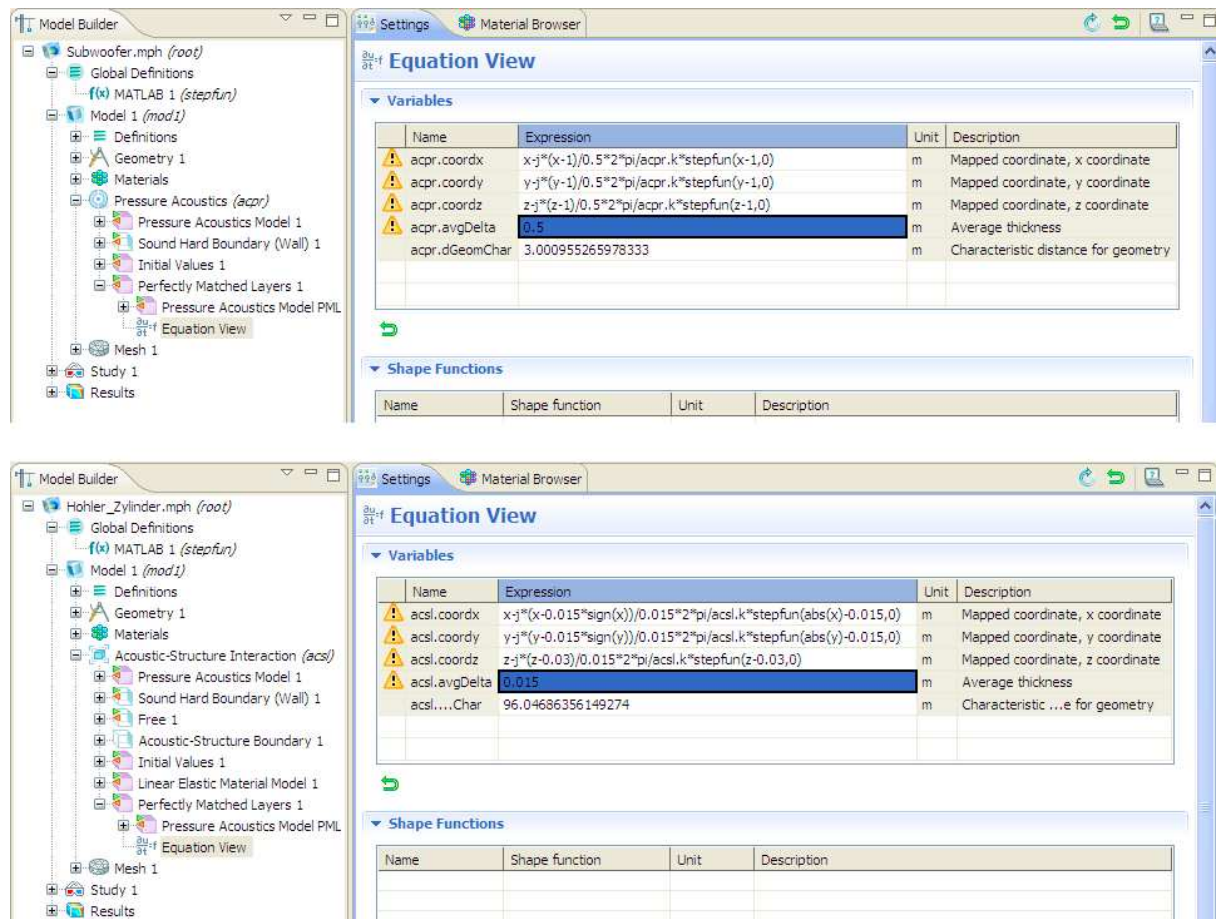 Model Builder
Subwoofer.mph (root)
Global Definitions
f(x) MATLAB 1 (stepfun)
Model 1 (mod1)
Definitions
Geometry 1
Materials
Pressure Acoustics (acpr)
Pressure Acoustics Model 1
Sound Hard Boundary (Wall) 1
Initial Values 1
Perfectly Matched Layers 1
Pressure Acoustics Model PML
Equation View
Mesh 1
Study 1
Results
Settings Material Browser
Equation View
Variables
Name Expression Unit Description
acpr.coordx x-j*(x-1)/0.5*2*pi/acpr.k*stepfun(x-1,0) m Mapped coordinate, x coordinate
acpr.coordy y-j*(y-1)/0.5*2*pi/acpr.k*stepfun(y-1,0) m Mapped coordinate, y coordinate
acpr.coordz z-j*(z-1)/0.5*2*pi/acpr.k*stepfun(z-1,0) m Mapped coordinate, z coordinate
acpr.avgDelta 0.5 m Average thickness
acpr.dGeomChar 3.000955265978333 m Characteristic distance for geometry
Shape Functions
Name Shape function Unit Description
Model Builder
Hohler_Zylinder.mph (root)
Global Definitions
f(x) MATLAB 1 (stepfun)
Model 1 (mod1)
Definitions
Geometry 1
Materials
Acoustic-Structure Interaction (acsl)
Pressure Acoustics Model 1
Sound Hard Boundary (Wall) 1
Free 1
Acoustic-Structure Boundary 1
Initial Values 1
Linear Elastic Material Model 1
Perfectly Matched Layers 1
Pressure Acoustics Model PML
Equation View
Mesh 1
Study 1
Results
Settings Material Browser
Equation View
Variables
Name Expression Unit Description
acsl.coordx x-j*(x-0.015*sign(x))/0.015*2*pi/acsl.k*stepfun(abs(x)-0.015,0) m Mapped coordinate, x coordinate
acsl.coordy y-j*(y-0.015*sign(y))/0.015*2*pi/acsl.k*stepfun(abs(y)-0.015,0) m Mapped coordinate, y coordinate
acsl.coordz z-j*(z-0.03)/0.015*2*pi/acsl.k*stepfun(z-0.03,0) m Mapped coordinate, z coordinate
acsl.avgDelta 0.015 m Average thickness
acsl....Char 96.04686356149274 m Characteristic ...e for geometry
Shape Functions
Name Shape function Unit Description